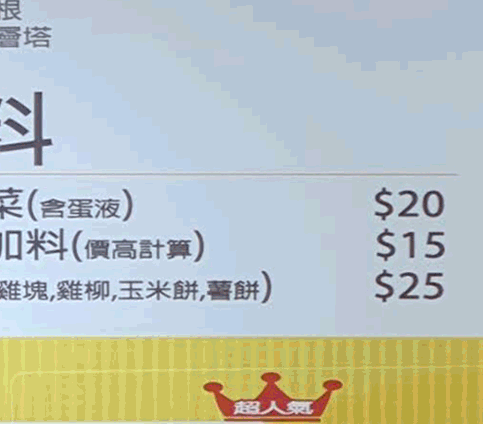 根
層塔
料
菜(含蛋液) $20
加料(價高計算) $15
雞塊,雞柳,玉米餅,薯餅) $25
超人氣